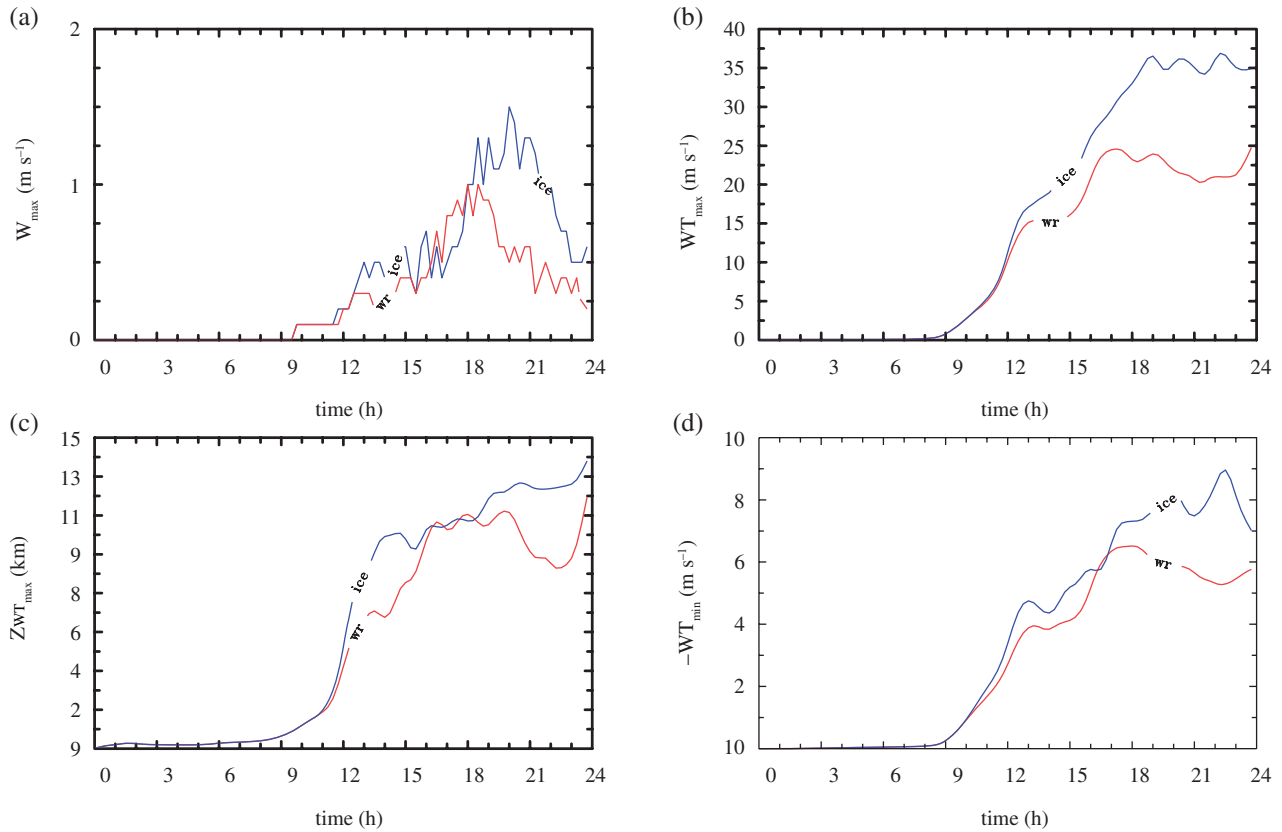 (a)
2
1
0
W_max (m s⁻¹)
ice
wr
0 3 6 9 12 15 18 21 24
time (h)
(b)
40
35
30
25
20
15
10
5
0
WT_max (m s⁻¹)
ice
wr
0 3 6 9 12 15 18 21 24
time (h)
(c)
15
13
11
9
7
4
2
9
ZWT_max (km)
ice
wr
0 3 6 9 12 15 18 21 24
time (h)
(d)
10
8
6
4
2
10
–WT_min (m s⁻¹)
ice
wr
0 3 6 9 12 15 18 21 24
time (h)